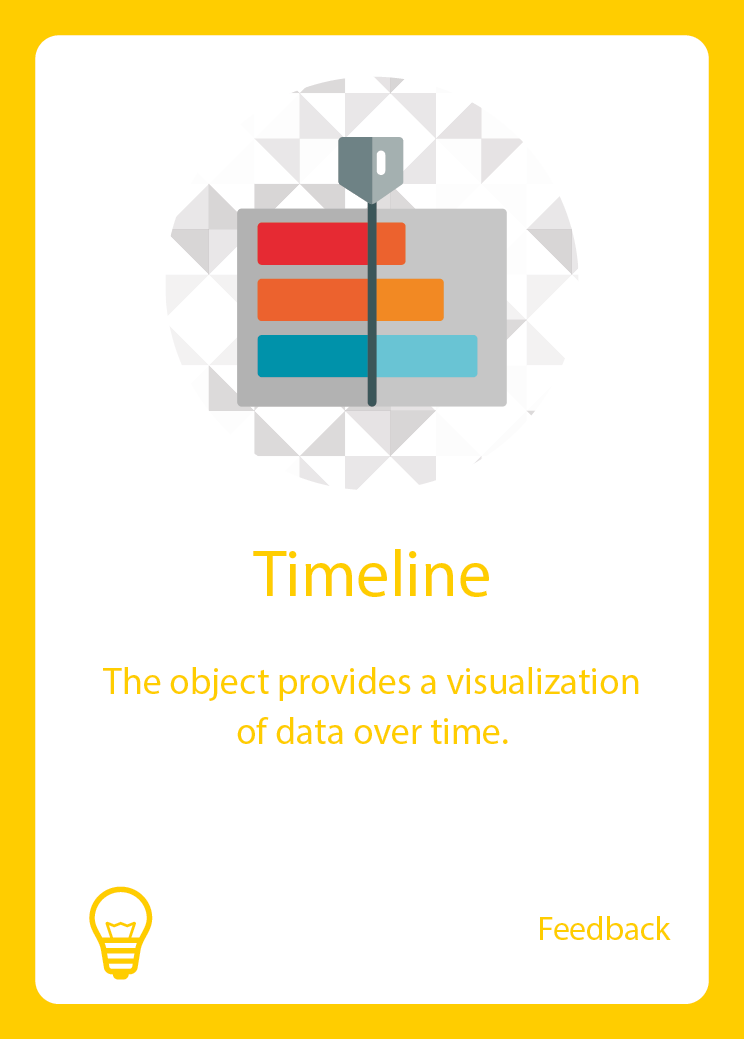 Timeline
The object provides a visualization
of data over time.
Feedback